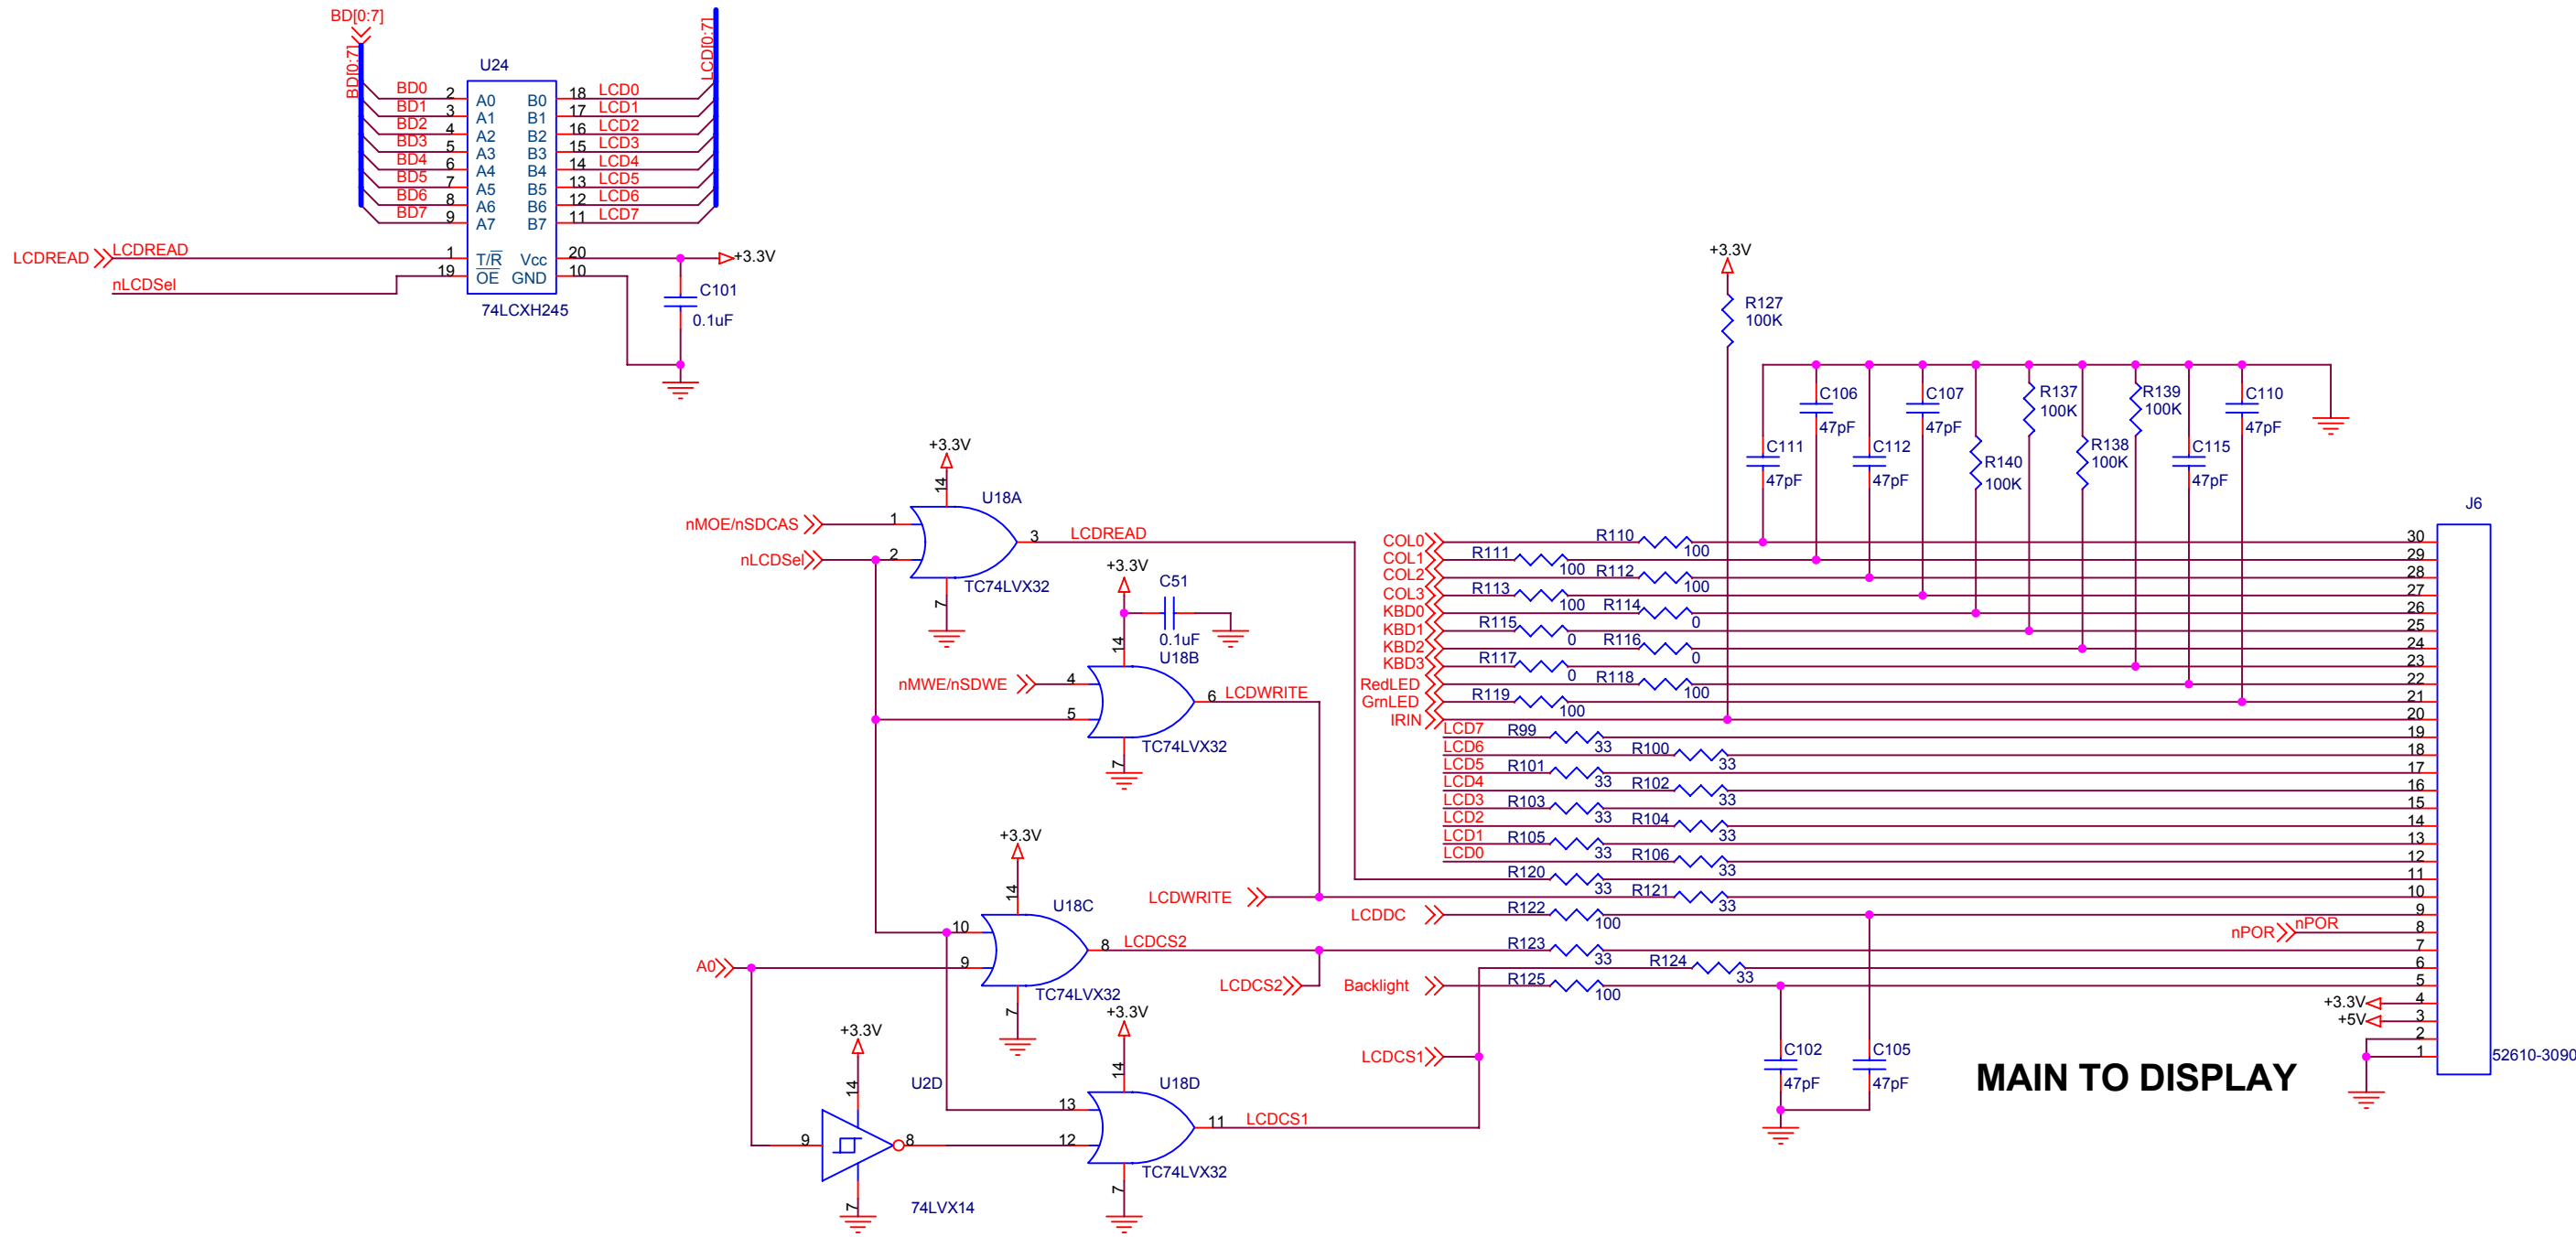 BD[0:7]
BD[0:7]
LCD[0:7]
U24
BD0 2 A0 B0 18 LCD0
BD1 3 A1 B1 17 LCD1
BD2 4 A2 B2 16 LCD2
BD3 5 A3 B3 15 LCD3
BD4 6 A4 B4 14 LCD4
BD5 7 A5 B5 13 LCD5
BD6 8 A6 B6 12 LCD6
BD7 9 A7 B7 11 LCD7
LCDREAD LCDREAD 1 T/R Vcc 20 +3.3V
nLCDSel 19 OE GND 10
74LCXH245
C101
0.1uF
+3.3V
R127
100K
C106
47pF
C107
47pF
R137
100K
R139
100K
C110
47pF
C111
47pF
C112
47pF
R140
100K
R138
100K
C115
47pF
+3.3V
14
U18A
nMOE/nSDCAS 1
3 LCDREAD
nLCDSel 2
TC74LVX32
7
+3.3V
C51
0.1uF
14
U18B
nMWE/nSDWE 4
6 LCDWRITE
5
TC74LVX32
7
+3.3V
14
U18C
10
8 LCDCS2
A0 9
TC74LVX32
7
+3.3V
14
U2D
9 8
7
74LVX14
+3.3V
14
U18D
13
11 LCDCS1
12
TC74LVX32
7
J6
COL0 R110 100 30
COL1 R111 100 29
COL2 R112 100 28
COL3 R113 100 27
KBD0 R114 0 26
KBD1 R115 0 25
KBD2 R116 0 24
KBD3 R117 0 23
RedLED R118 100 22
GrnLED R119 100 21
IRIN 20
LCD7 R99 33 19
LCD6 R100 33 18
LCD5 R101 33 17
LCD4 R102 33 16
LCD3 R103 33 15
LCD2 R104 33 14
LCD1 R105 33 13
LCD0 R106 33 12
R120 33 11
LCDWRITE R121 33 10
LCDDC R122 100 9
nPOR nPOR 8
R123 33 7
LCDCS2
R124 33 6
Backlight R125 100 5
+3.3V 4
+5V 3
2
1
LCDCS1
C102
47pF
C105
47pF
52610-3090
MAIN TO DISPLAY